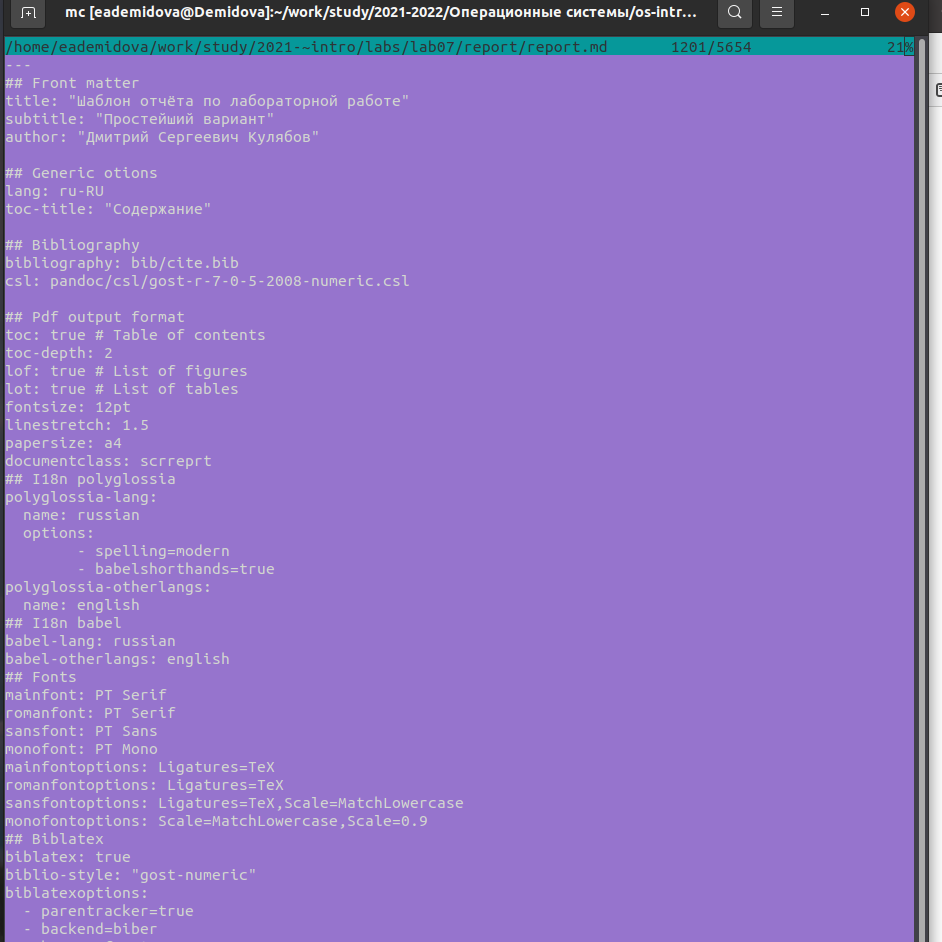 mc [eademidova@Demidova]:~/work/study/2021-2022/Операционные системы/os-intr...
/home/eademidova/work/study/2021-~intro/labs/lab07/report/report.md 1201/5654 21%
---
## Front matter
title: "Шаблон отчёта по лабораторной работе"
subtitle: "Простейший вариант"
author: "Дмитрий Сергеевич Кулябов"
## Generic otions
lang: ru-RU
toc-title: "Содержание"
## Bibliography
bibliography: bib/cite.bib
csl: pandoc/csl/gost-r-7-0-5-2008-numeric.csl
## Pdf output format
toc: true # Table of contents
toc-depth: 2
lof: true # List of figures
lot: true # List of tables
fontsize: 12pt
linestretch: 1.5
papersize: a4
documentclass: scrreprt
## I18n polyglossia
polyglossia-lang:
  name: russian
  options:
        - spelling=modern
        - babelshorthands=true
polyglossia-otherlangs:
  name: english
## I18n babel
babel-lang: russian
babel-otherlangs: english
## Fonts
mainfont: PT Serif
romanfont: PT Serif
sansfont: PT Sans
monofont: PT Mono
mainfontoptions: Ligatures=TeX
romanfontoptions: Ligatures=TeX
sansfontoptions: Ligatures=TeX,Scale=MatchLowercase
monofontoptions: Scale=MatchLowercase,Scale=0.9
## Biblatex
biblatex: true
biblio-style: "gost-numeric"
biblatexoptions:
  - parentracker=true
  - backend=biber